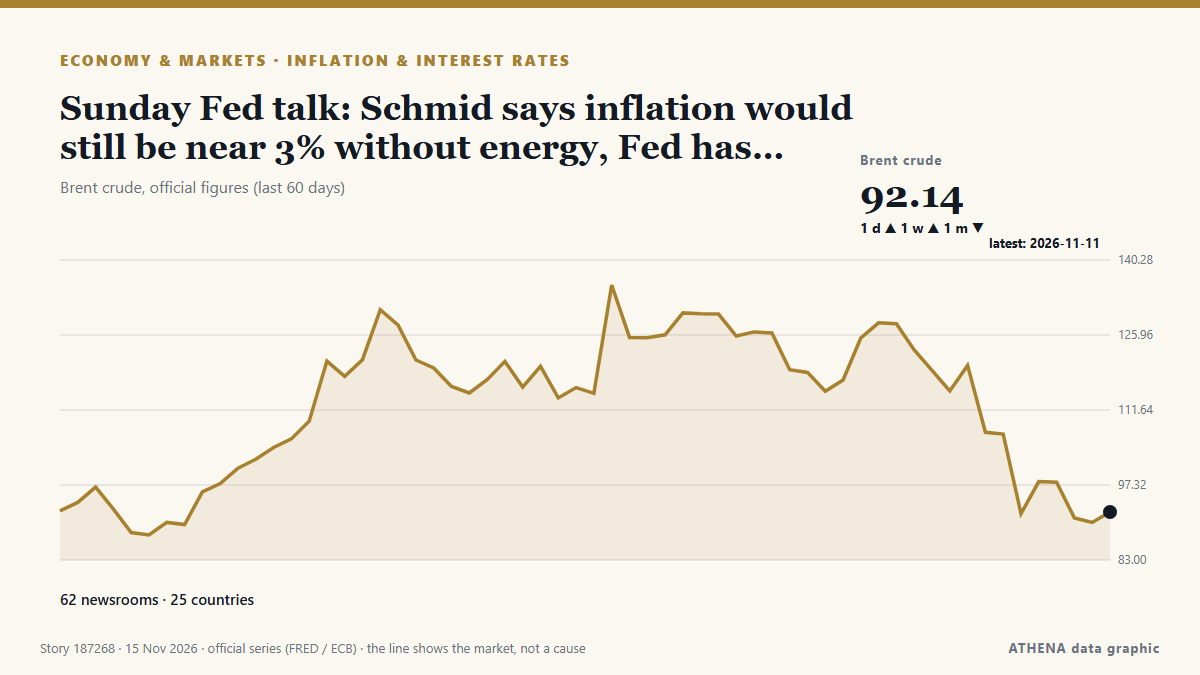 ECONOMY & MARKETS · INFLATION & INTEREST RATES
Sunday Fed talk: Schmid says inflation would
still be near 3% without energy, Fed has...
Brent crude, official figures (last 60 days)
Brent crude
92.14
1 d ▲ 1 w ▲ 1 m ▼
latest: 2026-11-11
140.28
125.96
111.64
97.32
83.00
62 newsrooms · 25 countries
Story 187268 · 15 Nov 2026 · official series (FRED / ECB) · the line shows the market, not a cause
ATHENA data graphic